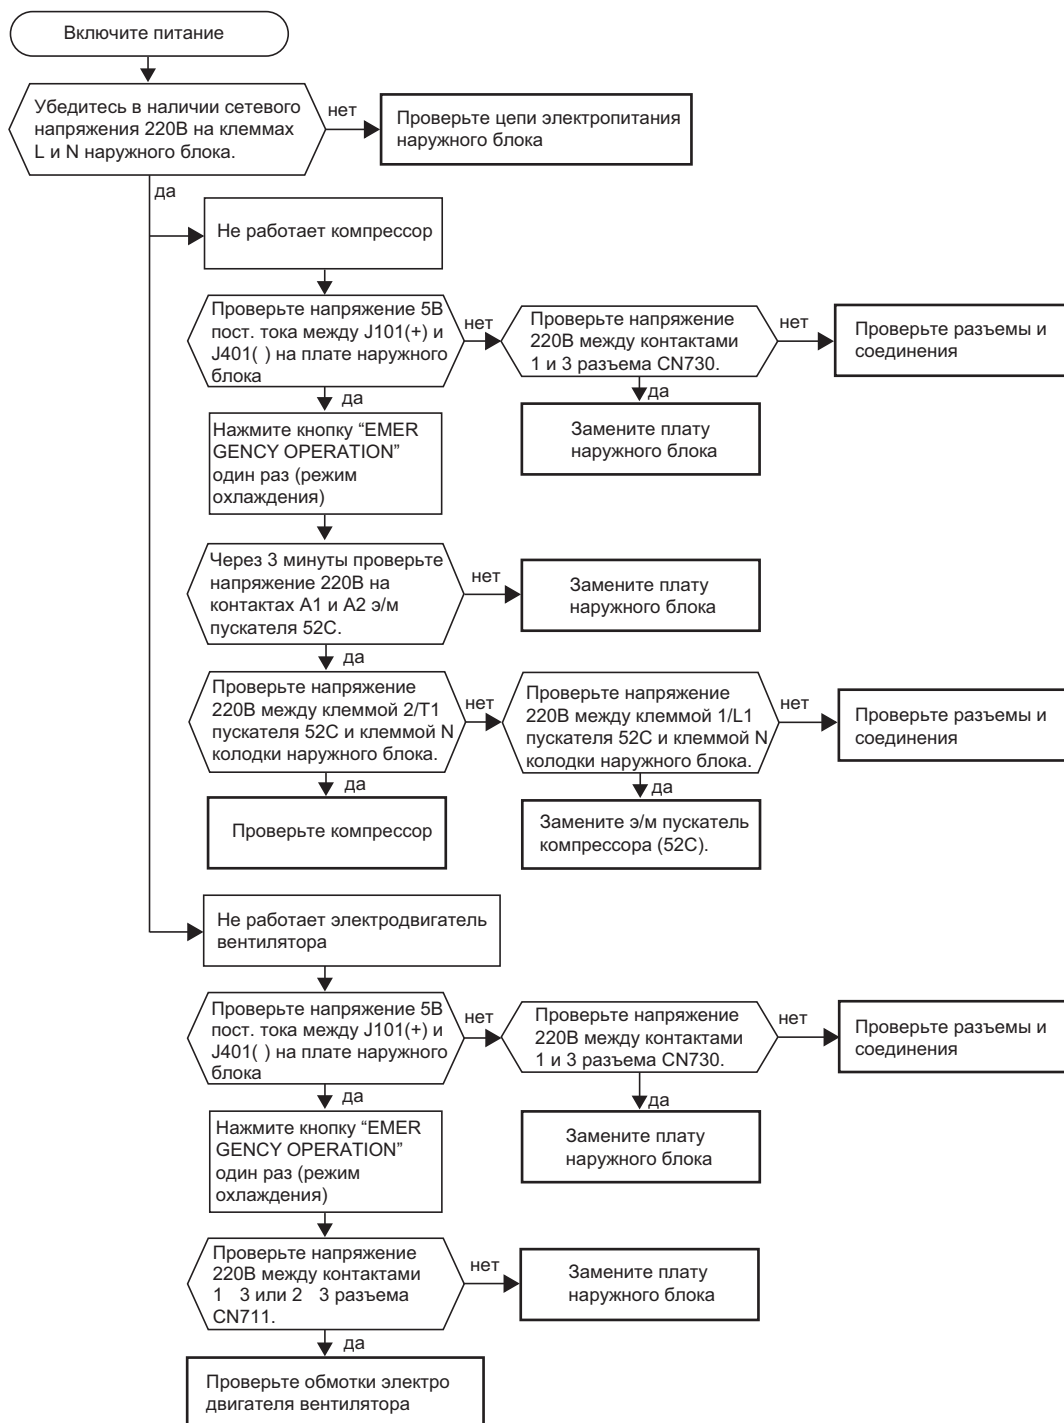 Включите питание
Убедитесь в наличии сетевого
напряжения 220В на клеммах
L и N наружного блока.
нет
Проверьте цепи электропитания
наружного блока
да
Не работает компрессор
Проверьте напряжение 5В
пост. тока между J101(+) и
J401( ) на плате наружного
блока
нет
Проверьте напряжение
220В между контактами
1 и 3 разъема CN730.
нет
Проверьте разъемы и
соединения
да
да
Нажмите кнопку “EMER
GENCY OPERATION”
один раз (режим
охлаждения)
Замените плату
наружного блока
Через 3 минуты проверьте
напряжение 220В на
контактах A1 и A2 э/м
пускателя 52С.
нет
Замените плату
наружного блока
да
Проверьте напряжение
220В между клеммой 2/T1
пускателя 52С и клеммой N
колодки наружного блока.
нет
Проверьте напряжение
220В между клеммой 1/L1
пускателя 52С и клеммой N
колодки наружного блока.
нет
Проверьте разъемы и
соединения
да
да
Проверьте компрессор
Замените э/м пускатель
компрессора (52С).
Не работает электродвигатель
вентилятора
Проверьте напряжение 5В
пост. тока между J101(+) и
J401( ) на плате наружного
блока
нет
Проверьте напряжение
220В между контактами
1 и 3 разъема CN730.
нет
Проверьте разъемы и
соединения
да
да
Нажмите кнопку “EMER
GENCY OPERATION”
один раз (режим
охлаждения)
Замените плату
наружного блока
Проверьте напряжение
220В между контактами
1 3 или 2 3 разъема
CN711.
нет
Замените плату
наружного блока
да
Проверьте обмотки электро
двигателя вентилятора